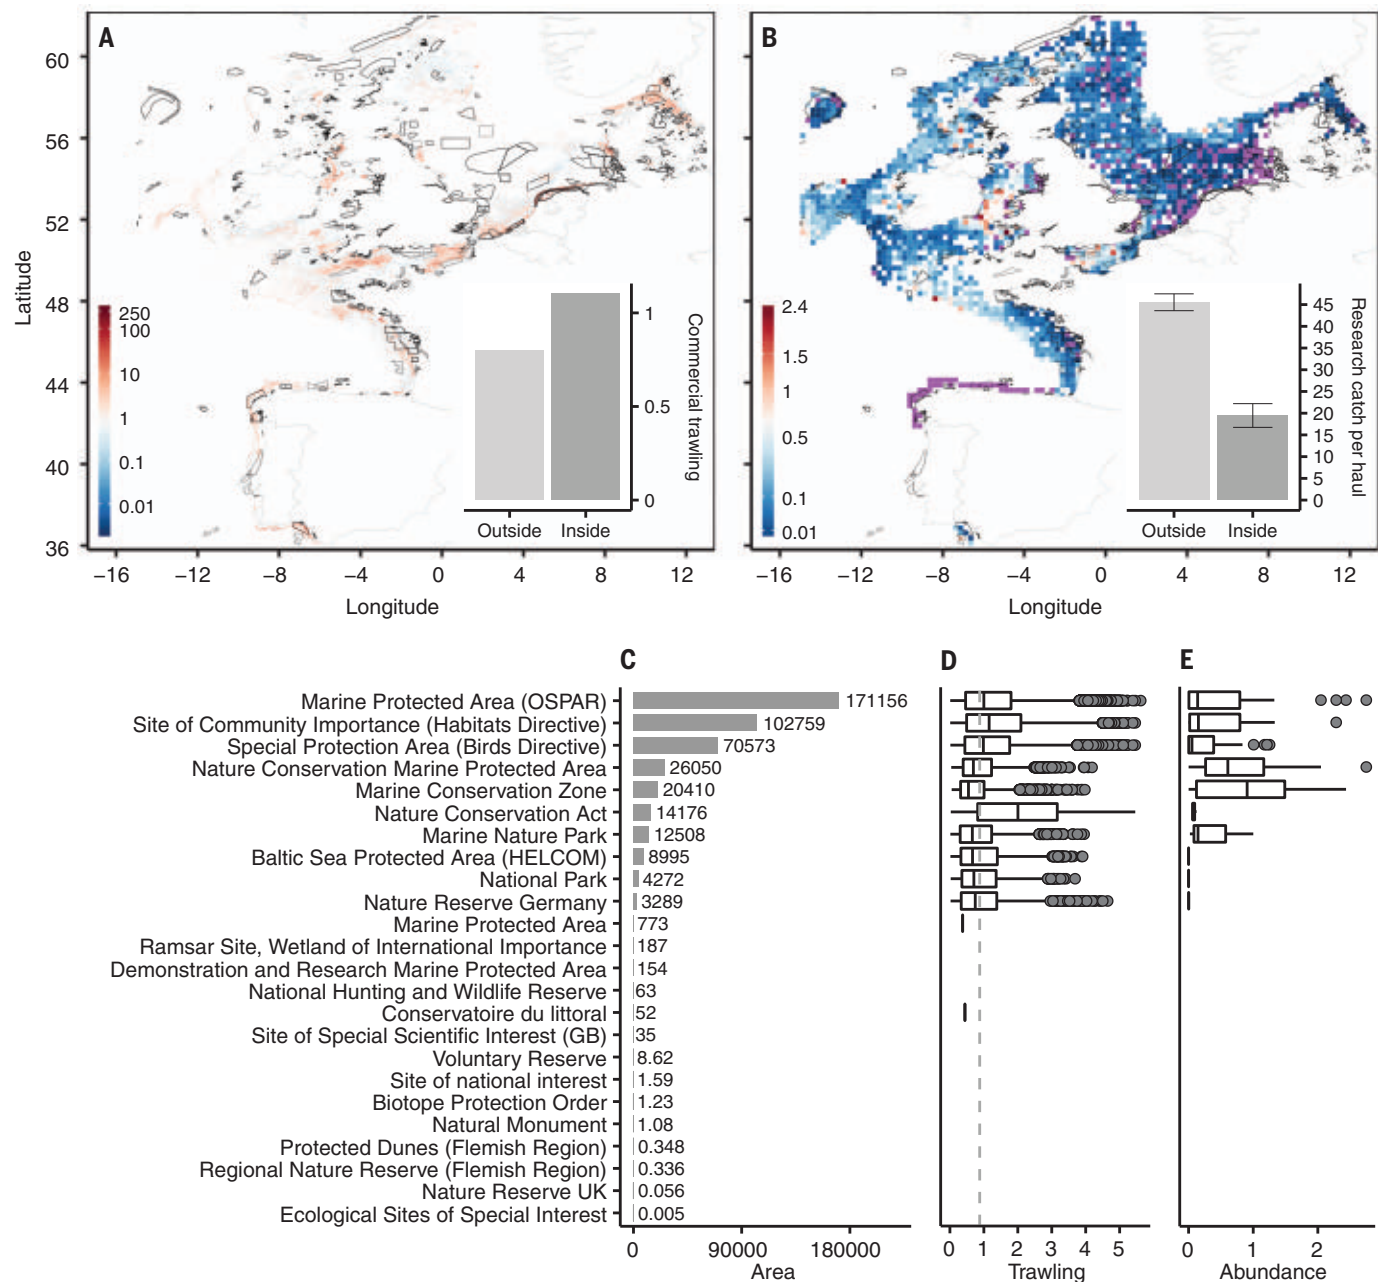 A
B
60
56
52
48
44
40
36
Latitude
250
100
10
1
0.1
0.01
1
0.5
0
Commercial trawling
Outside
Inside
−16
−12
−8
−4
0
4
8
12
Longitude
2.4
1.5
1
0.5
0.1
0.01
45
40
35
30
25
20
15
10
5
0
Research catch per haul
Outside
Inside
−16
−12
−8
−4
0
4
8
12
Longitude
C
D
E
Marine Protected Area (OSPAR)
171156
Site of Community Importance (Habitats Directive)
102759
Special Protection Area (Birds Directive)
70573
Nature Conservation Marine Protected Area
26050
Marine Conservation Zone
20410
Nature Conservation Act
14176
Marine Nature Park
12508
Baltic Sea Protected Area (HELCOM)
8995
National Park
4272
Nature Reserve Germany
3289
Marine Protected Area
773
Ramsar Site, Wetland of International Importance
187
Demonstration and Research Marine Protected Area
154
National Hunting and Wildlife Reserve
63
Conservatoire du littoral
52
Site of Special Scientific Interest (GB)
35
Voluntary Reserve
8.62
Site of national interest
1.59
Biotope Protection Order
1.23
Natural Monument
1.08
Protected Dunes (Flemish Region)
0.348
Regional Nature Reserve (Flemish Region)
0.336
Nature Reserve UK
0.056
Ecological Sites of Special Interest
0.005
0
90000
180000
Area
0
1
2
3
4
5
Trawling
0
1
2
Abundance